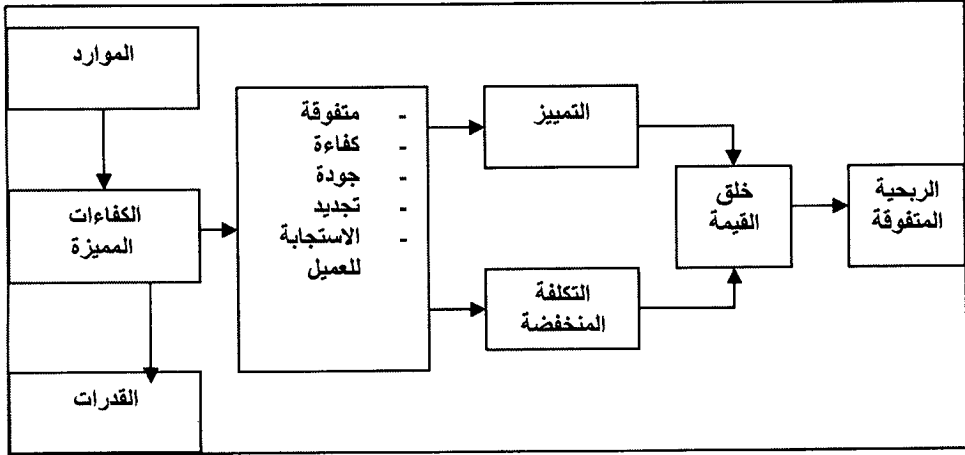 الموارد
الكفاءات
المميزة
القدرات
- متفوقة
- كفاءة
- جودة
- تجديد
- الاستجابة
للعميل
التمييز
التكلفة
المنخفضة
خلق
القيمة
الربحية
المتفوقة